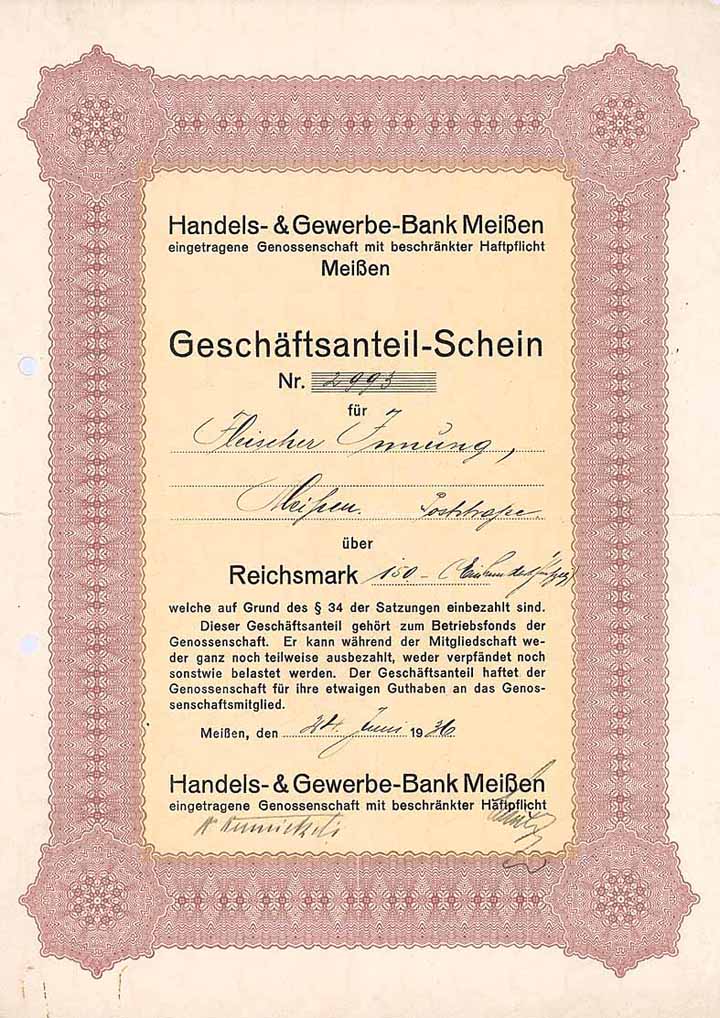 Handels- & Gewerbe-Bank Meißen
eingetragene Genossenschaft mit beschränkter Haftpflicht
Meißen
Geschäftsanteil-Schein
Nr. 2993
für
Fleischer Innung,
Meißen. Poststraße.
über
Reichsmark 150.- (Einhundertfünfzig)
welche auf Grund des § 34 der Satzungen einbezahlt sind.
Dieser Geschäftsanteil gehört zum Betriebsfonds der
Genossenschaft. Er kann während der Mitgliedschaft we-
der ganz noch teilweise ausbezahlt, weder verpfändet noch
sonstwie belastet werden. Der Geschäftsanteil haftet der
Genossenschaft für ihre etwaigen Guthaben an das Genos-
senschaftsmitglied.
Meißen, den 24. Juni 1936
Handels- & Gewerbe-Bank Meißen
eingetragene Genossenschaft mit beschränkter Haftpflicht